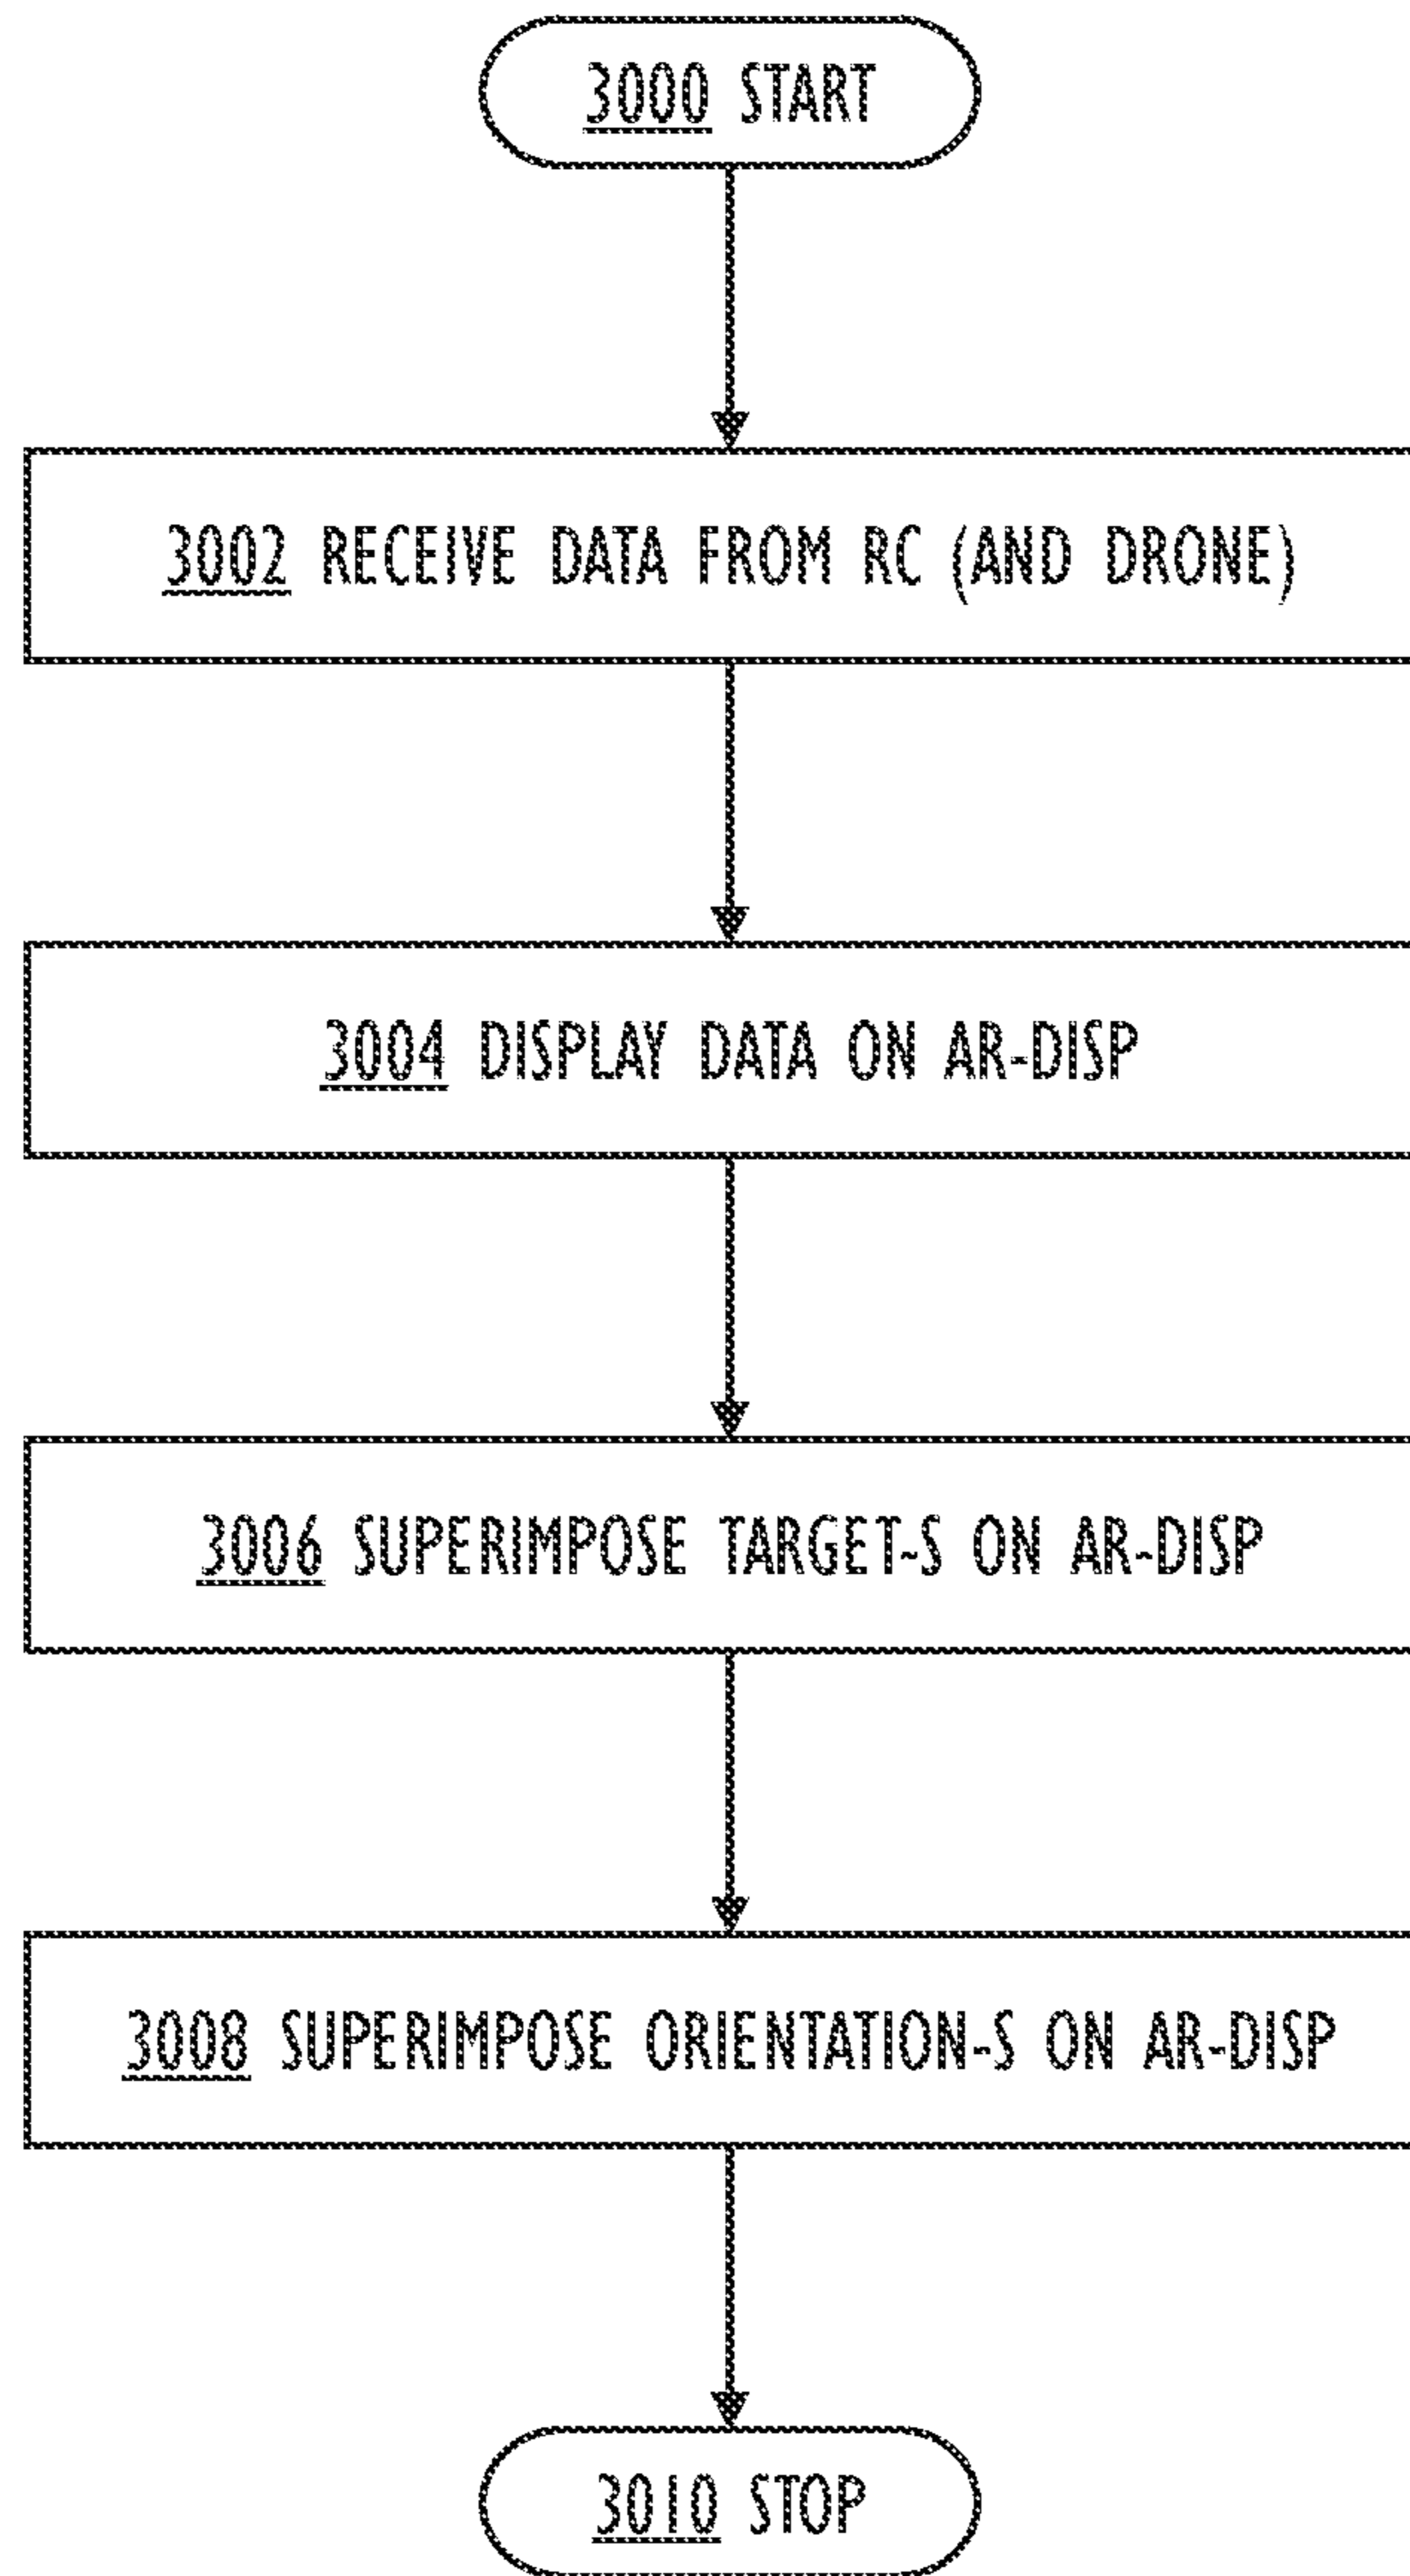 3000 START
3002 RECEIVE DATA FROM RC (AND DRONE)
3004 DISPLAY DATA ON AR-DISP
3006 SUPERIMPOSE TARGET-S ON AR-DISP
3008 SUPERIMPOSE ORIENTATION-S ON AR-DISP
3010 STOP